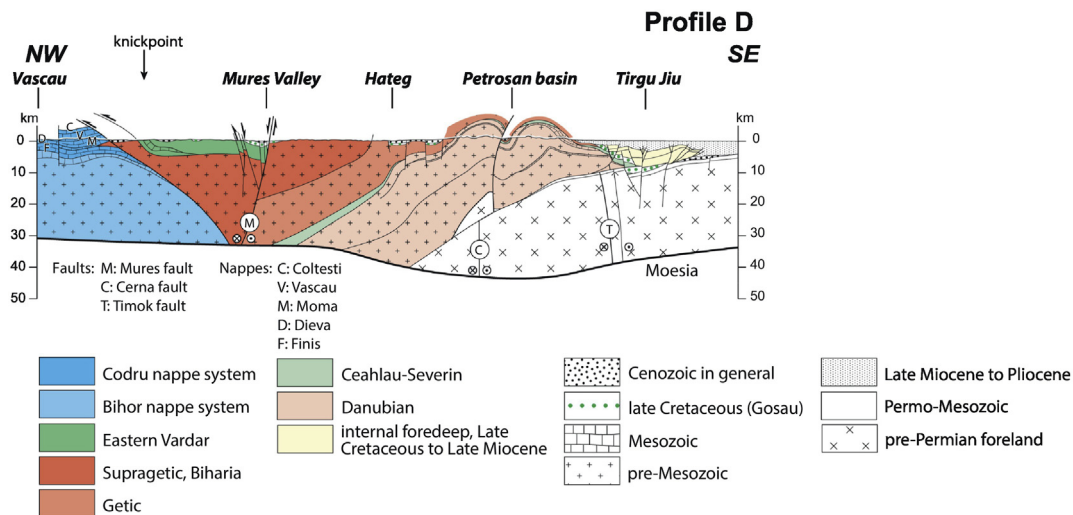 Profile D
NW
SE
knickpoint
Vascau
Mures Valley
Hateg
Petrosan basin
Tirgu Jiu
km
km
0
10
20
30
40
50
0
10
20
30
40
50
C
D
V
M
F
M
C
T
Moesia
Faults: M: Mures fault
C: Cerna fault
T: Timok fault
Nappes: C: Coltesti
V: Vascau
M: Moma
D: Dieva
F: Finis
Codru nappe system
Bihor nappe system
Eastern Vardar
Supragetic, Biharia
Getic
Ceahlau-Severin
Danubian
internal foredeep, Late
Cretaceous to Late Miocene
Cenozoic in general
late Cretaceous (Gosau)
Mesozoic
pre-Mesozoic
Late Miocene to Pliocene
Permo-Mesozoic
pre-Permian foreland